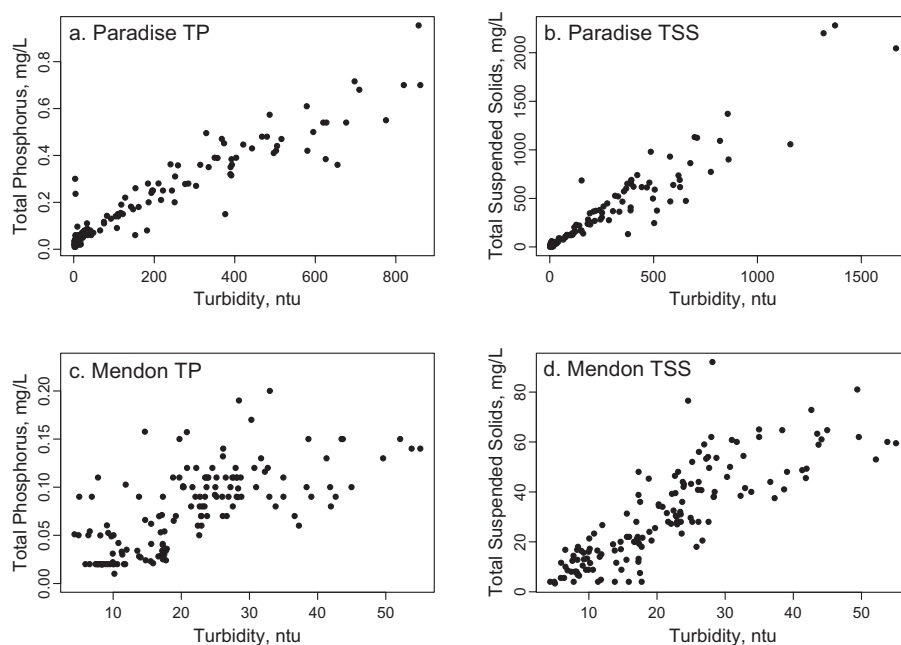 a. Paradise TP
Total Phosphorus, mg/L
0.0 0.2 0.4 0.6 0.8
0 200 400 600 800
Turbidity, ntu
b. Paradise TSS
Total Suspended Solids, mg/L
0 500 1000 1500 2000
0 500 1000 1500
Turbidity, ntu
c. Mendon TP
Total Phosphorus, mg/L
0.00 0.05 0.10 0.15 0.20
10 20 30 40 50
Turbidity, ntu
d. Mendon TSS
Total Suspended Solids, mg/L
0 20 40 60 80
10 20 30 40 50
Turbidity, ntu